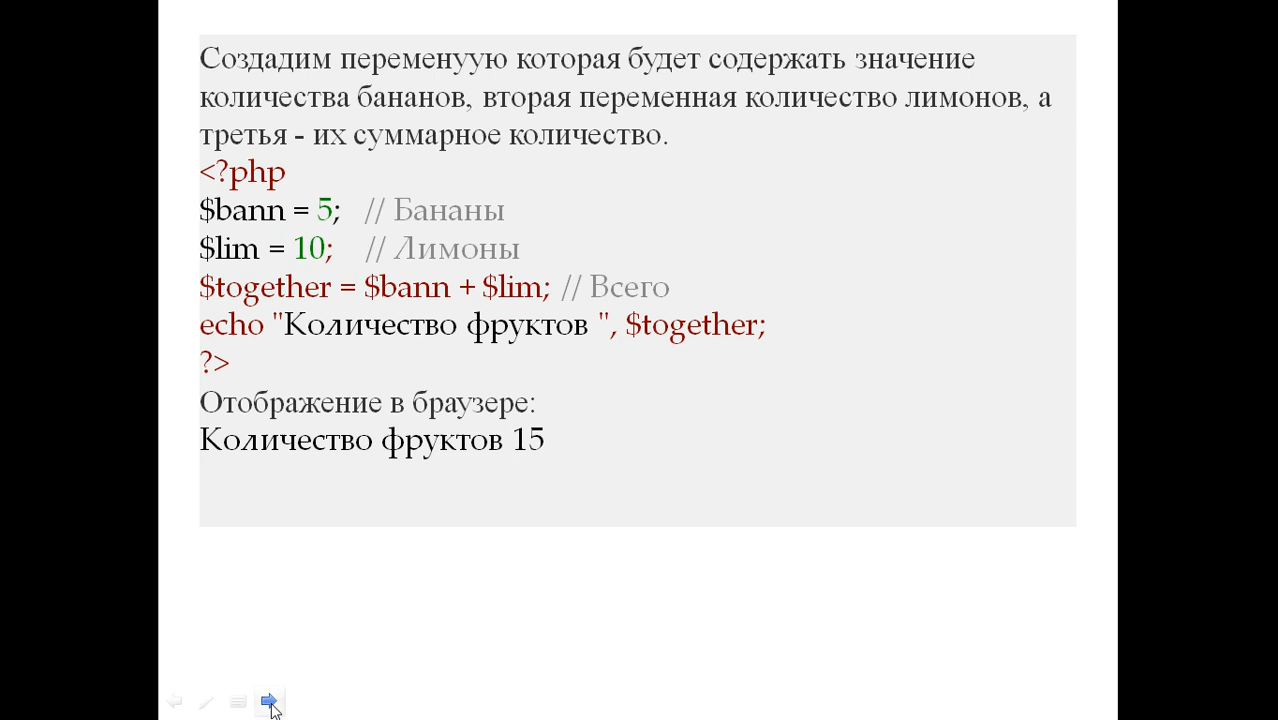 Создадим переменуую которая будет содержать значение
количества бананов, вторая переменная количество лимонов, а
третья - их суммарное количество.
<?php
$bann = 5;   // Бананы
$lim = 10;    // Лимоны
$together = $bann + $lim; // Всего
echo "Количество фруктов ", $together;
?>
Отображение в браузере:
Количество фруктов 15